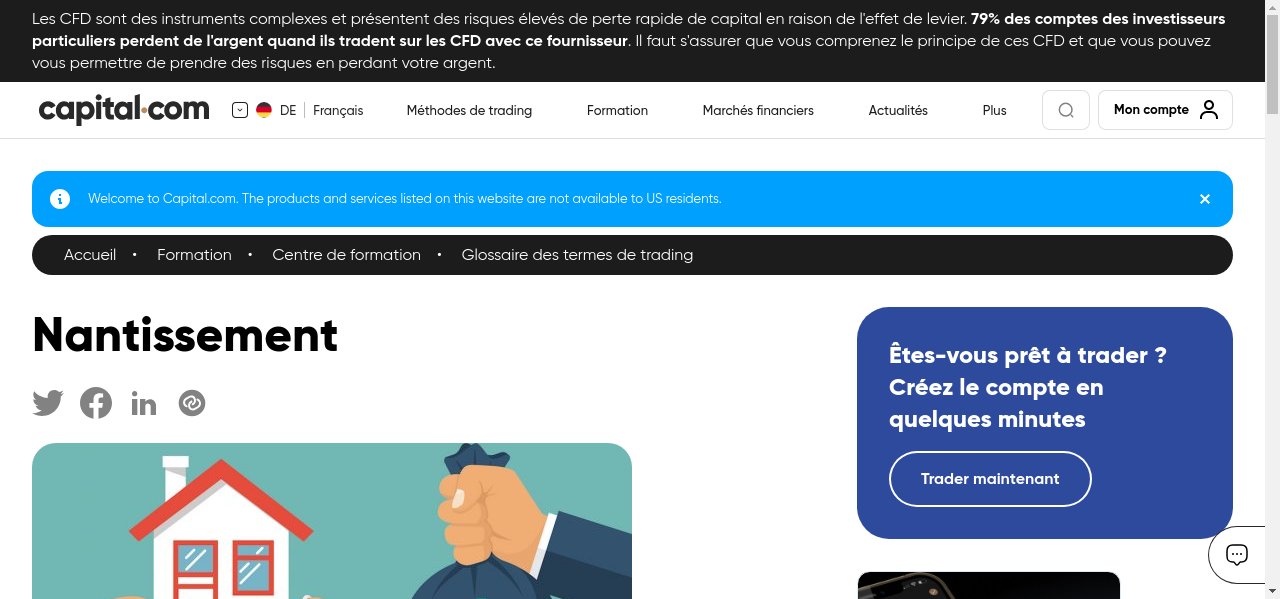 Les CFD sont des instruments complexes et présentent des risques élevés de perte rapide de capital en raison de l'effet de levier. 79% des comptes des investisseurs
particuliers perdent de l'argent quand ils tradent sur les CFD avec ce fournisseur. Il faut s'assurer que vous comprenez le principe de ces CFD et que vous pouvez
vous permettre de prendre des risques en perdant votre argent.
capital.com DE Français Méthodes de trading Formation Marchés financiers Actualités Plus Mon compte
Welcome to Capital.com. The products and services listed on this website are not available to US residents.
Accueil • Formation • Centre de formation • Glossaire des termes de trading
Nantissement
Êtes-vous prêt à trader ?
Créez le compte en
quelques minutes
Trader maintenant